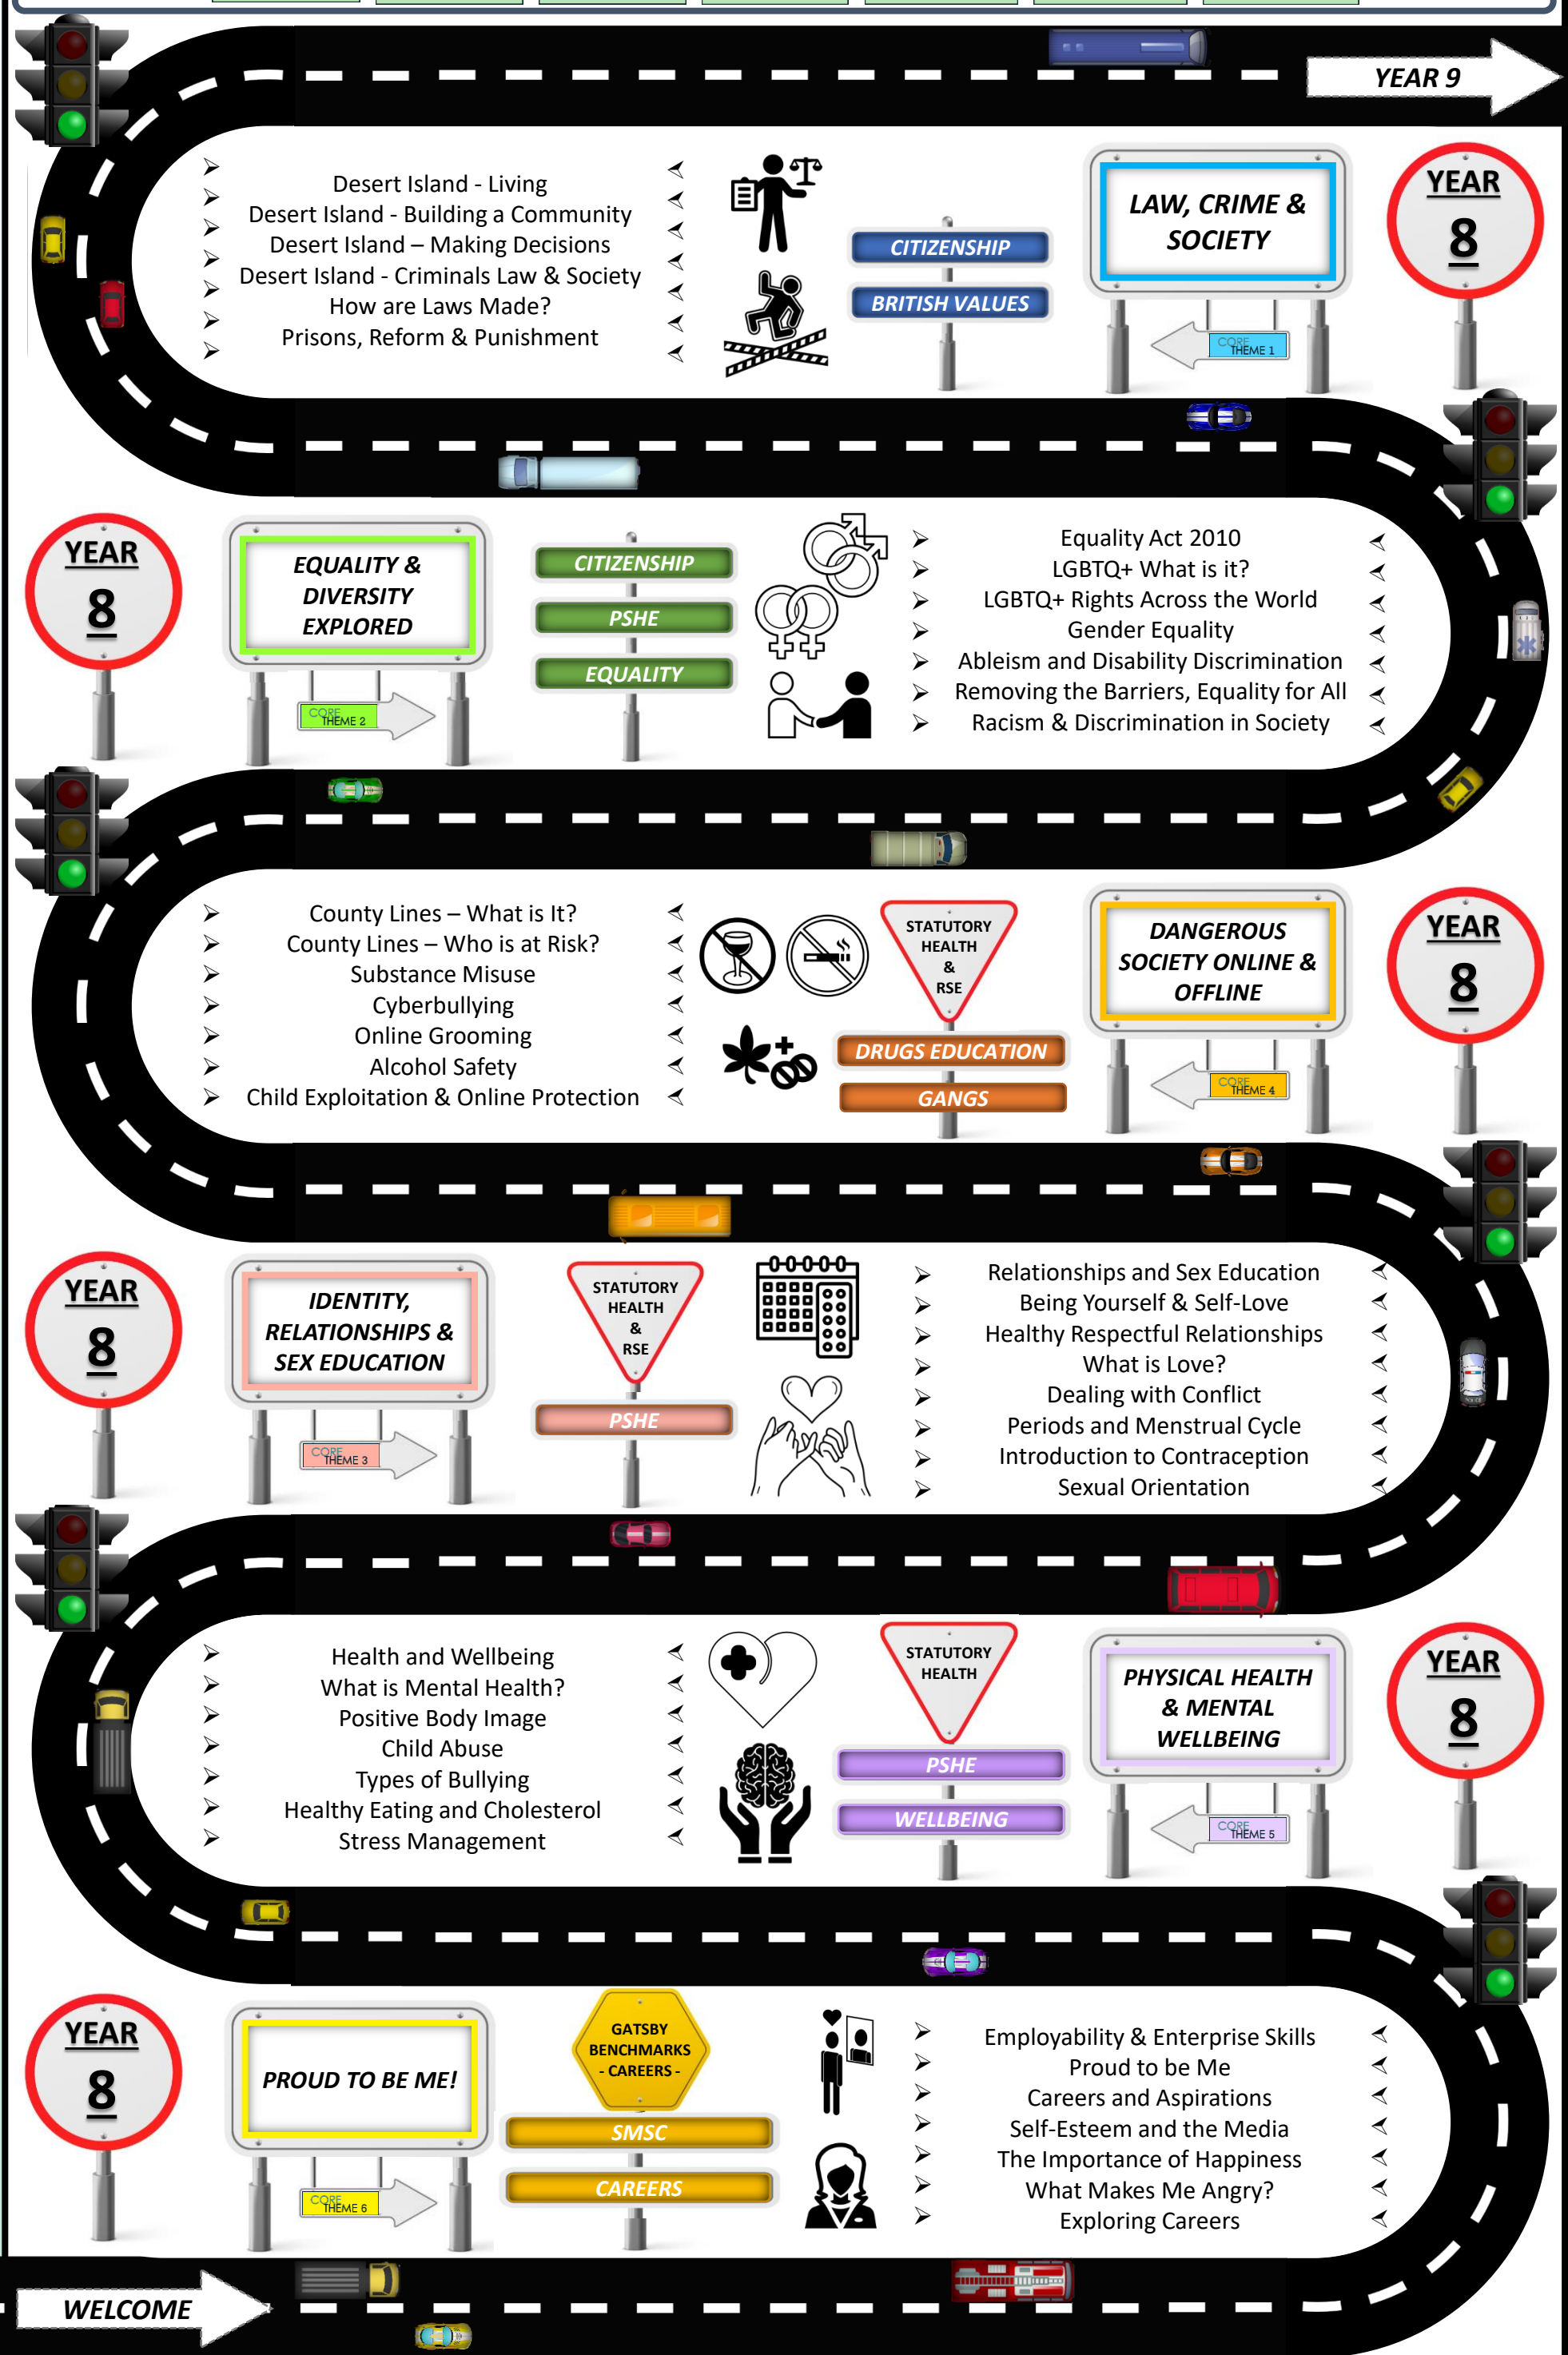 YEAR 9
Desert Island - Living
Desert Island - Building a Community
Desert Island – Making Decisions
Desert Island - Criminals Law & Society
How are Laws Made?
Prisons, Reform & Punishment
CITIZENSHIP
BRITISH VALUES
LAW, CRIME &
SOCIETY
CORE
THEME 1
YEAR
8
YEAR
8
EQUALITY &
DIVERSITY
EXPLORED
CORE
THEME 2
CITIZENSHIP
PSHE
EQUALITY
Equality Act 2010
LGBTQ+ What is it?
LGBTQ+ Rights Across the World
Gender Equality
Ableism and Disability Discrimination
Removing the Barriers, Equality for All
Racism & Discrimination in Society
County Lines – What is It?
County Lines – Who is at Risk?
Substance Misuse
Cyberbullying
Online Grooming
Alcohol Safety
Child Exploitation & Online Protection
STATUTORY
HEALTH
&
RSE
DRUGS EDUCATION
GANGS
DANGEROUS
SOCIETY ONLINE &
OFFLINE
CORE
THEME 4
YEAR
8
YEAR
8
IDENTITY,
RELATIONSHIPS &
SEX EDUCATION
CORE
THEME 3
STATUTORY
HEALTH
&
RSE
PSHE
Relationships and Sex Education
Being Yourself & Self-Love
Healthy Respectful Relationships
What is Love?
Dealing with Conflict
Periods and Menstrual Cycle
Introduction to Contraception
Sexual Orientation
Health and Wellbeing
What is Mental Health?
Positive Body Image
Child Abuse
Types of Bullying
Healthy Eating and Cholesterol
Stress Management
STATUTORY
HEALTH
PSHE
WELLBEING
PHYSICAL HEALTH
& MENTAL
WELLBEING
CORE
THEME 5
YEAR
8
YEAR
8
PROUD TO BE ME!
CORE
THEME 6
GATSBY
BENCHMARKS
- CAREERS -
SMSC
CAREERS
Employability & Enterprise Skills
Proud to be Me
Careers and Aspirations
Self-Esteem and the Media
The Importance of Happiness
What Makes Me Angry?
Exploring Careers
WELCOME